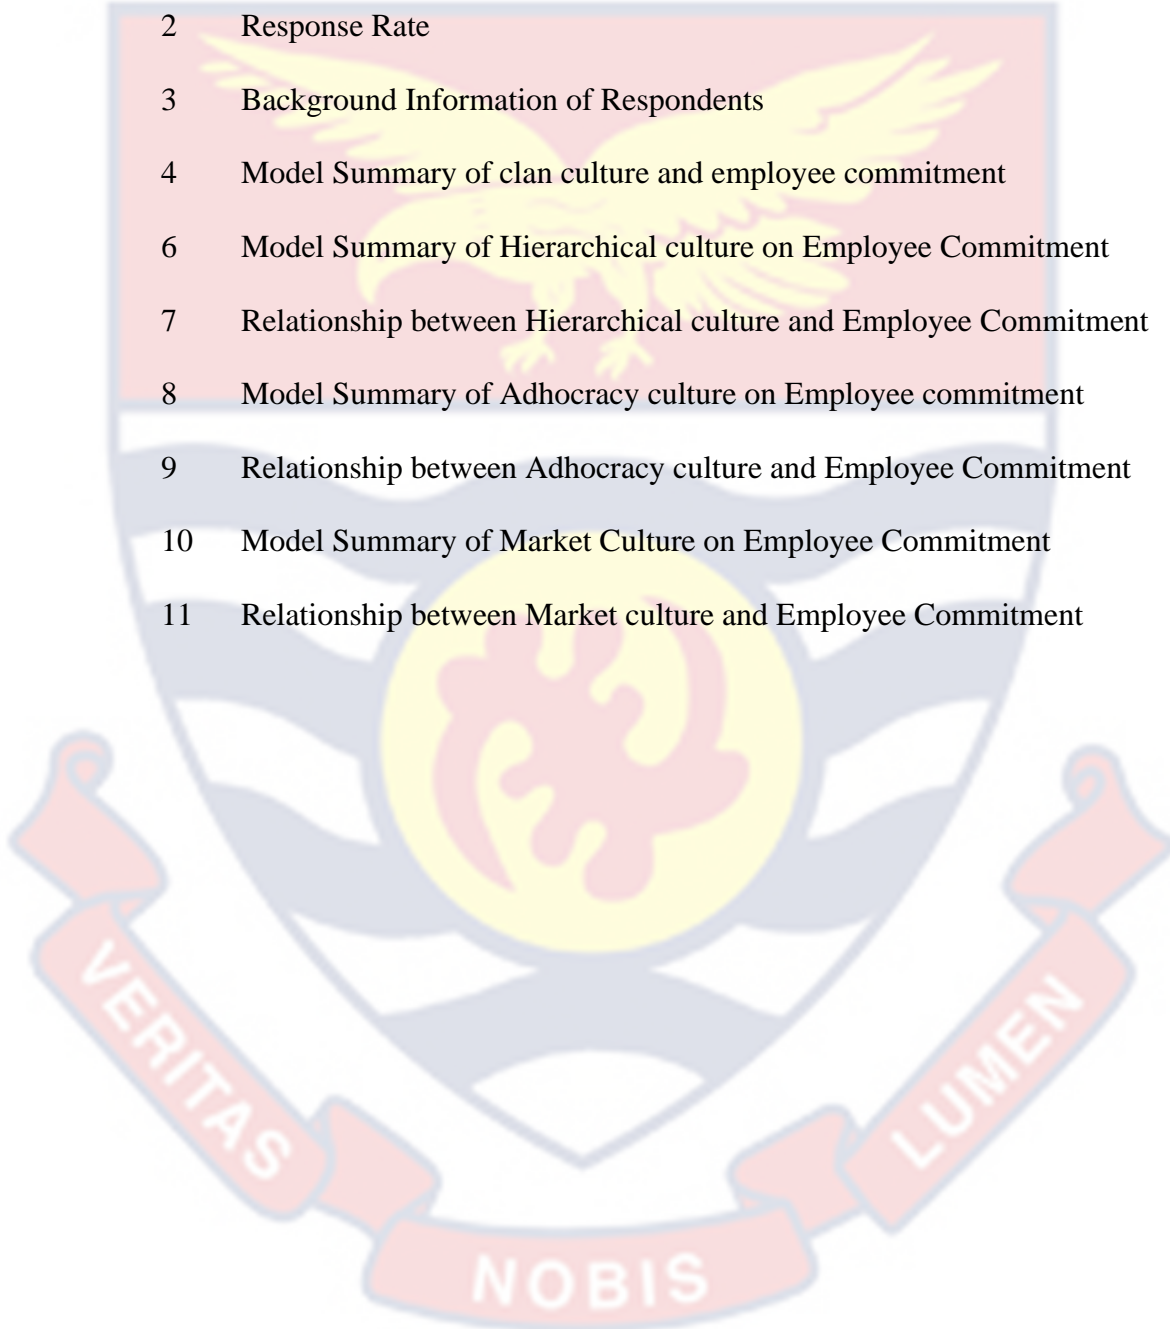 2 Response Rate
3 Background Information of Respondents
4 Model Summary of clan culture and employee commitment
6 Model Summary of Hierarchical culture on Employee Commitment
7 Relationship between Hierarchical culture and Employee Commitment
8 Model Summary of Adhocracy culture on Employee commitment
9 Relationship between Adhocracy culture and Employee Commitment
10 Model Summary of Market Culture on Employee Commitment
11 Relationship between Market culture and Employee Commitment
VERITAS
NOBIS
LUMEN